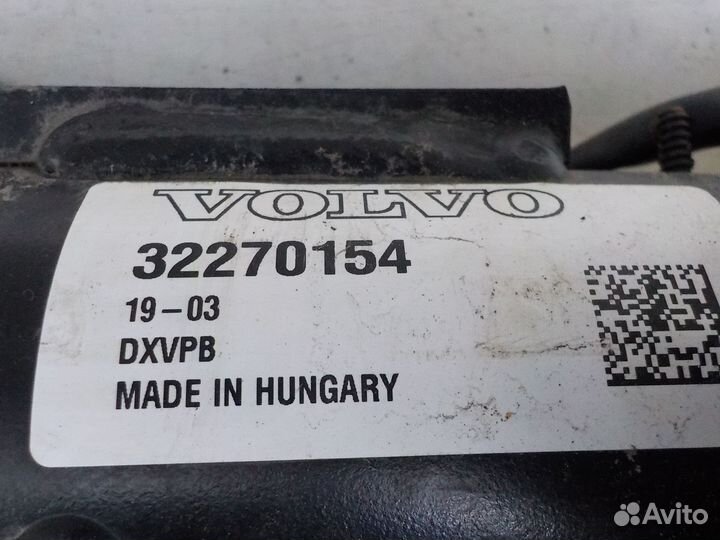 VOLVO
32270154
19-03
DXVPB
MADE IN HUNGARY
Avito